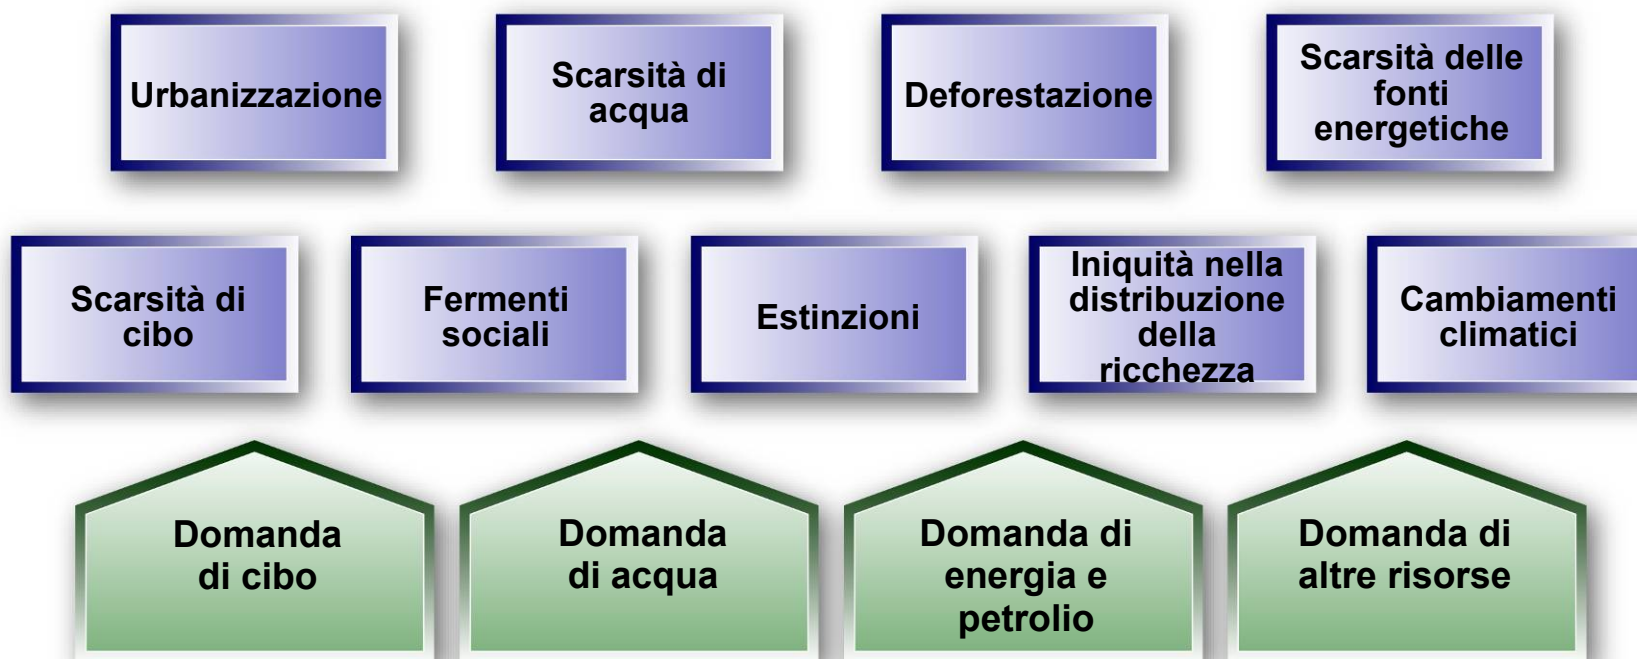 Urbanizzazione
Scarsità di
acqua
Deforestazione
Scarsità delle
fonti
energetiche
Scarsità di
cibo
Fermenti
sociali
Estinzioni
Iniquità nella
distribuzione
della
ricchezza
Cambiamenti
climatici
Domanda
di cibo
Domanda
di acqua
Domanda di
energia e
petrolio
Domanda di
altre risorse